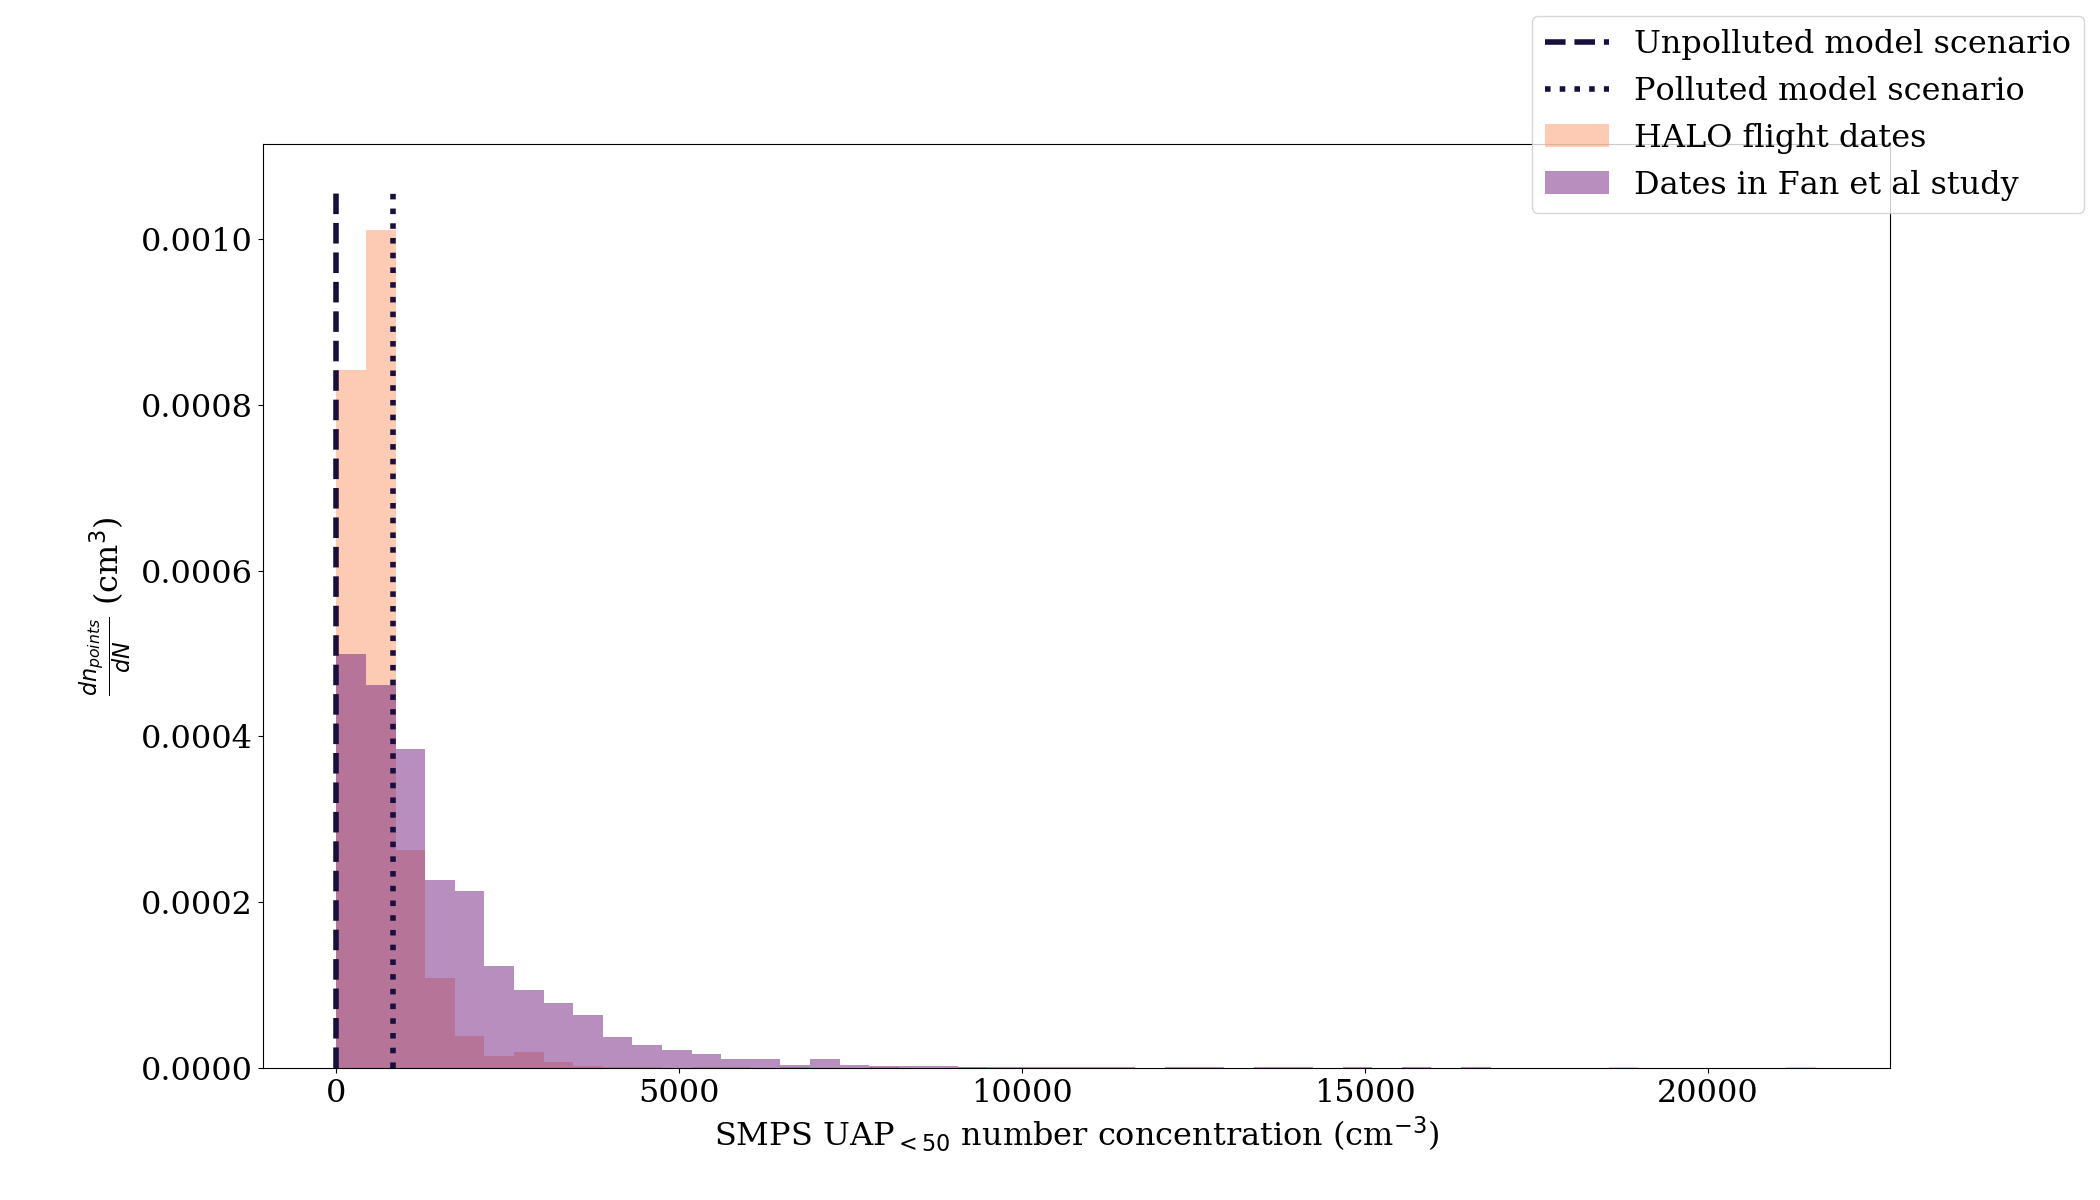 Unpolluted model scenario
Polluted model scenario
HALO flight dates
Dates in Fan et al study
0.0010
0.0008
0.0006
0.0004
0.0002
0.0000
dn_points/dN (cm³)
0 5000 10000 15000 20000
SMPS UAP<50 number concentration (cm⁻³)